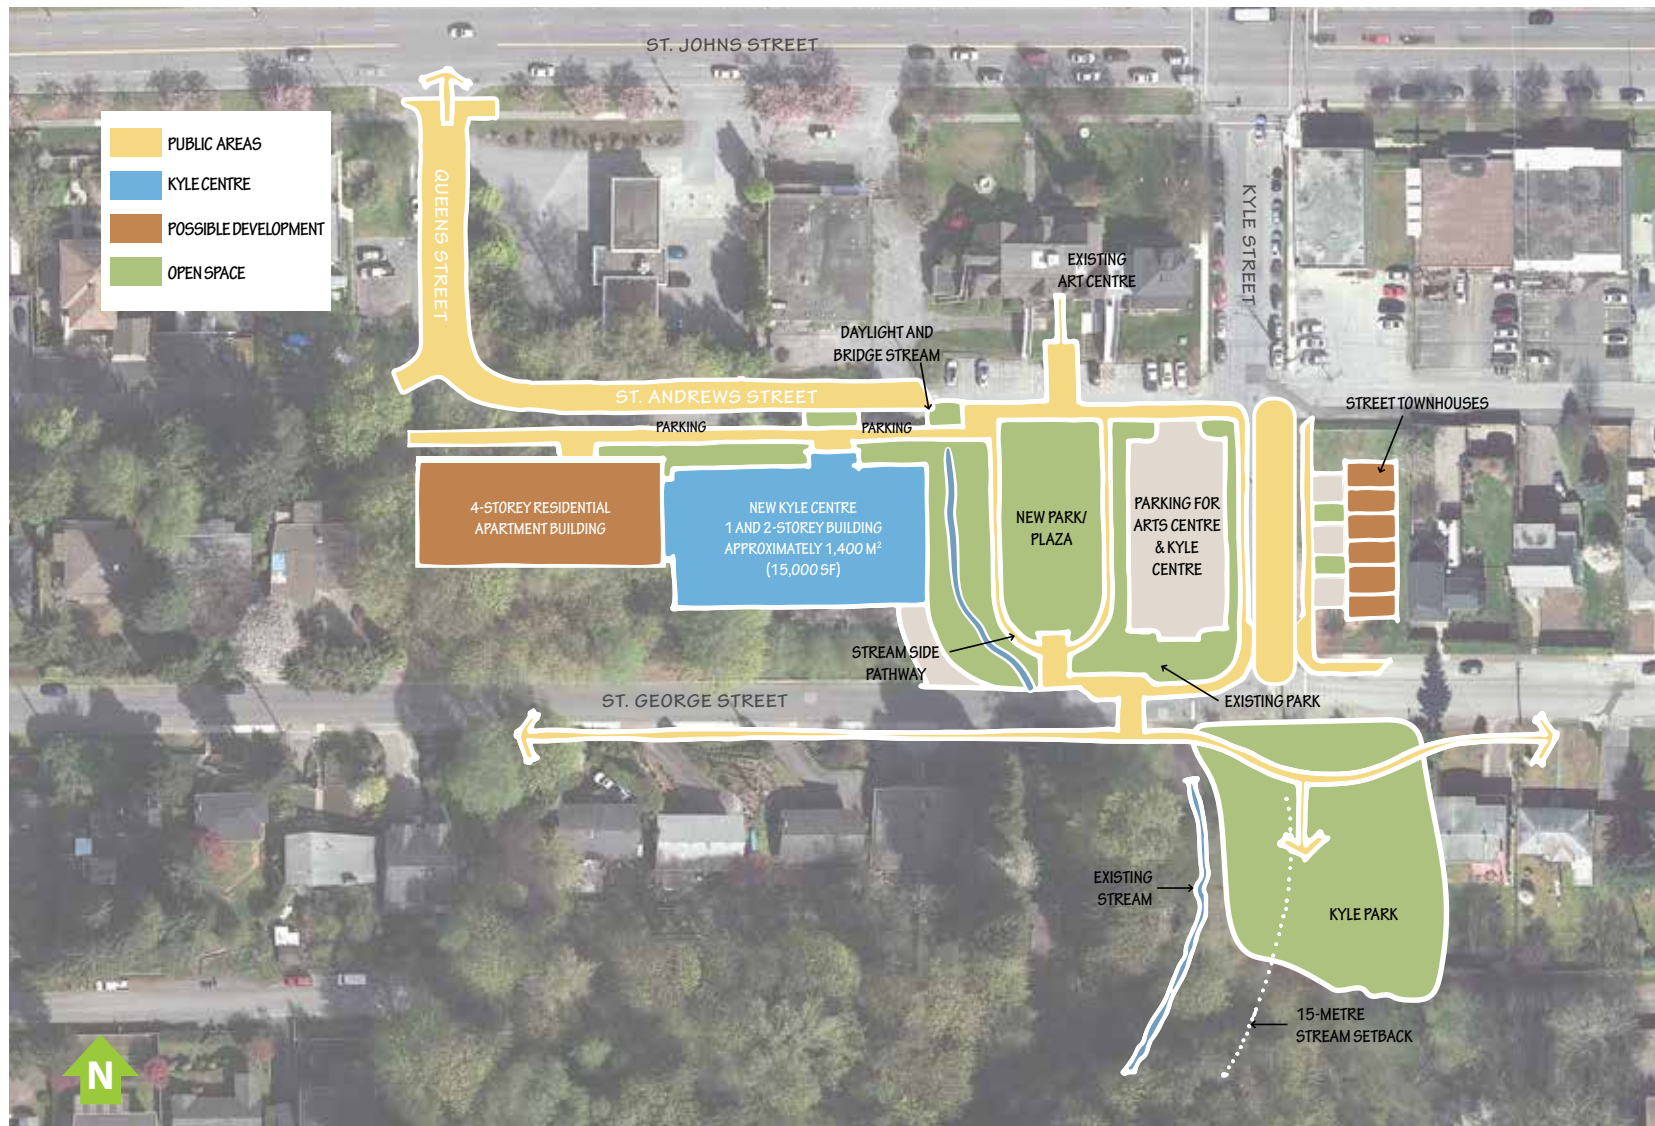 ST. JOHNS STREET
PUBLIC AREAS
KYLE CENTRE
POSSIBLE DEVELOPMENT
OPEN SPACE
QUEENS STREET
KYLE STREET
EXISTING
ART CENTRE
DAYLIGHT AND
BRIDGE STREAM
ST. ANDREWS STREET
STREET TOWNHOUSES
PARKING
PARKING
4-STOREY RESIDENTIAL
APARTMENT BUILDING
NEW KYLE CENTRE
1 AND 2-STOREY BUILDING
APPROXIMATELY 1,400 M²
(15,000 SF)
NEW PARK/
PLAZA
PARKING FOR
ARTS CENTRE
& KYLE
CENTRE
STREAM SIDE
PATHWAY
EXISTING PARK
ST. GEORGE STREET
EXISTING
STREAM
KYLE PARK
15-METRE
STREAM SETBACK
N